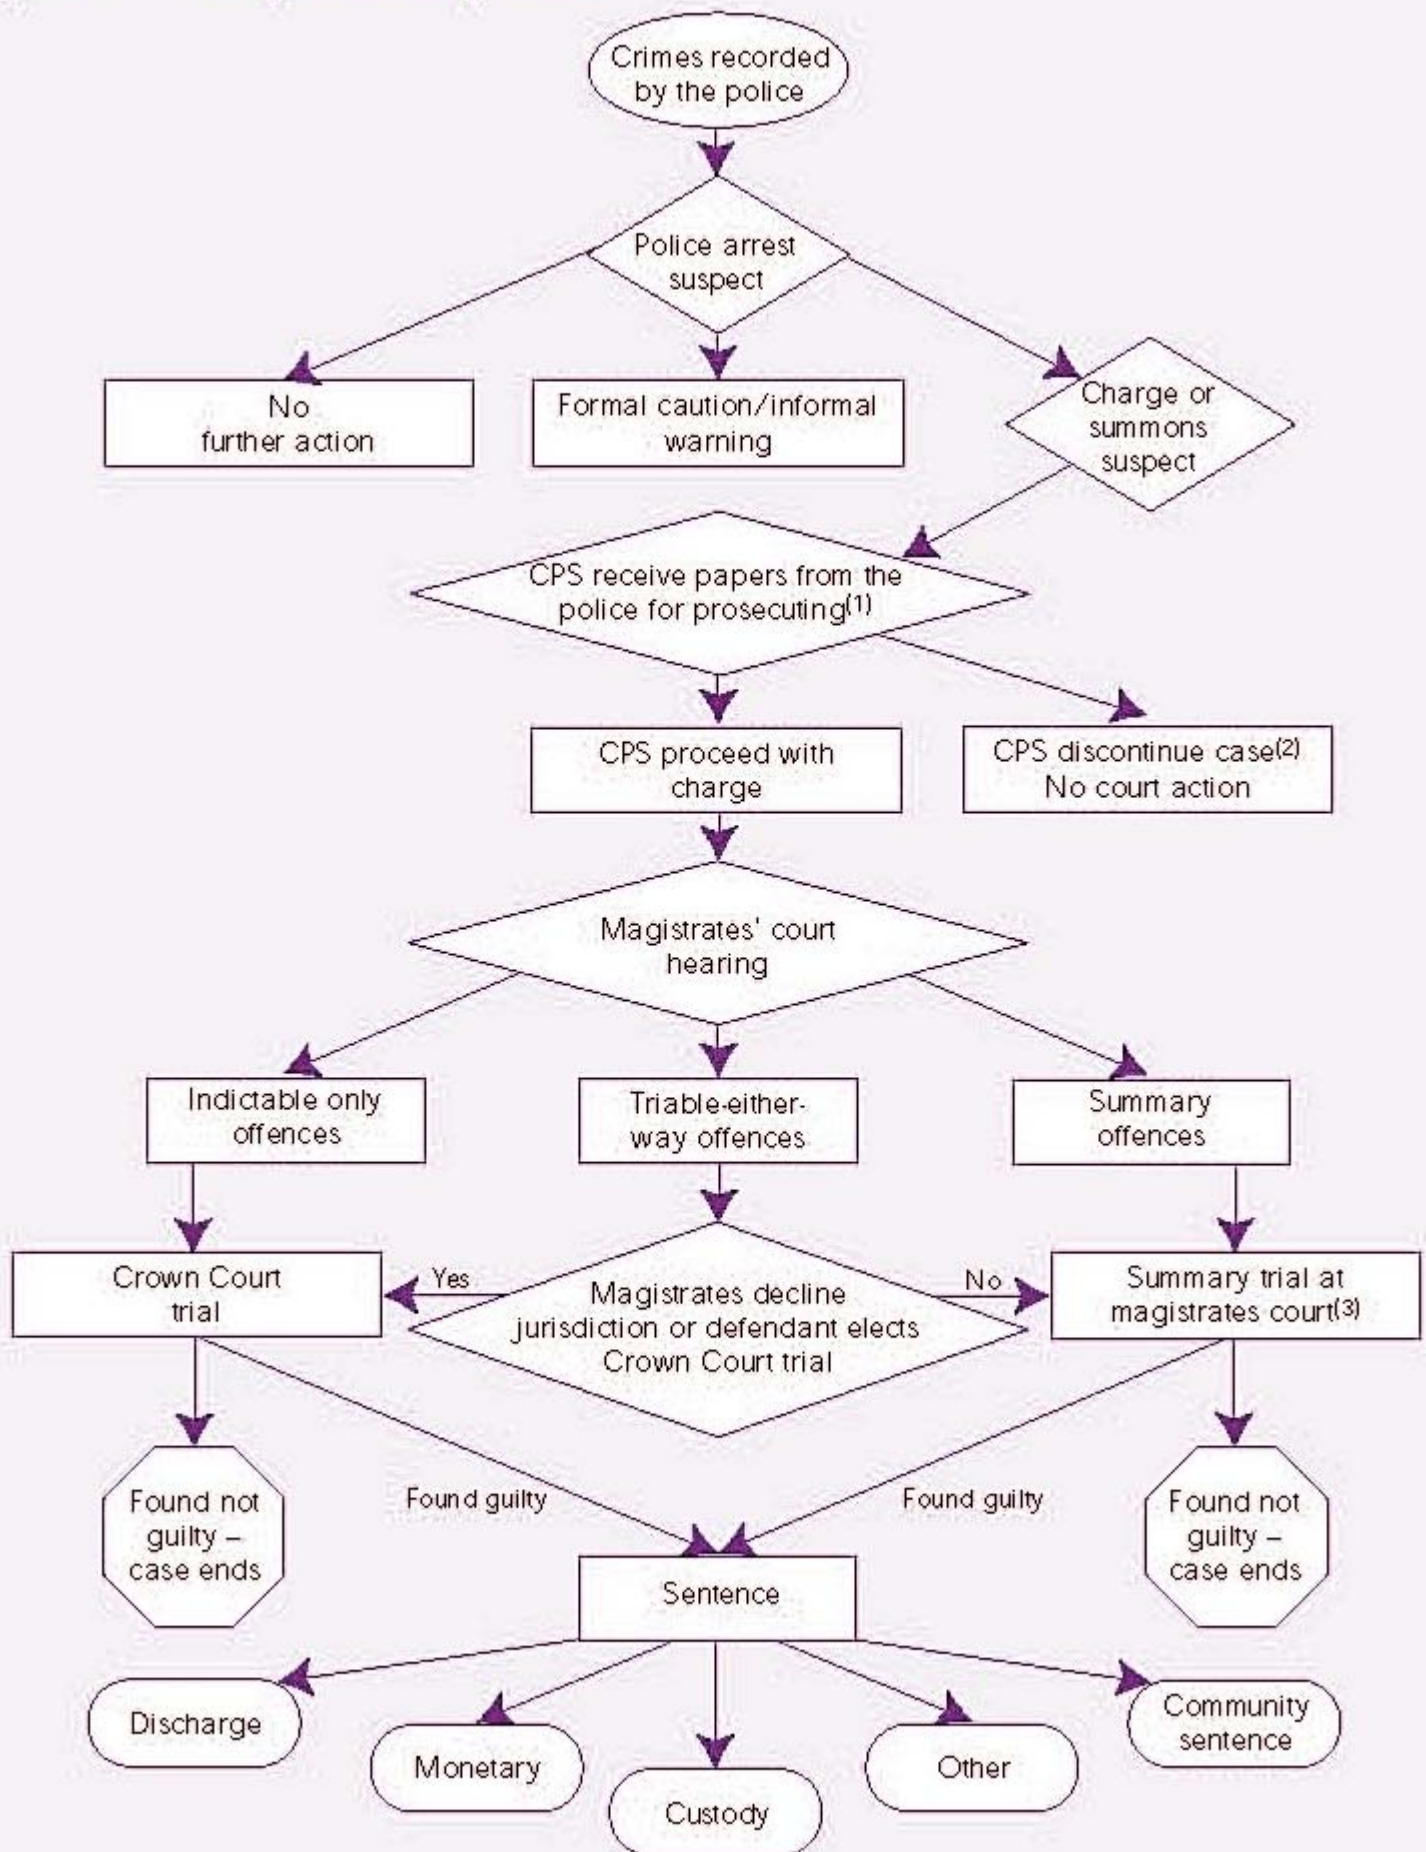 Crimes recorded
by the police
Police arrest
suspect
No
further action
Formal caution/informal
warning
Charge or
summons
suspect
CPS receive papers from the
police for prosecuting(1)
CPS proceed with
charge
CPS discontinue case(2)
No court action
Magistrates' court
hearing
Indictable only
offences
Triable-either-
way offences
Summary
offences
Crown Court
trial
Yes
Magistrates decline
jurisdiction or defendant elects
Crown Court trial
No
Summary trial at
magistrates court(3)
Found not
guilty –
case ends
Found guilty
Found guilty
Found not
guilty –
case ends
Sentence
Discharge
Monetary
Custody
Other
Community
sentence